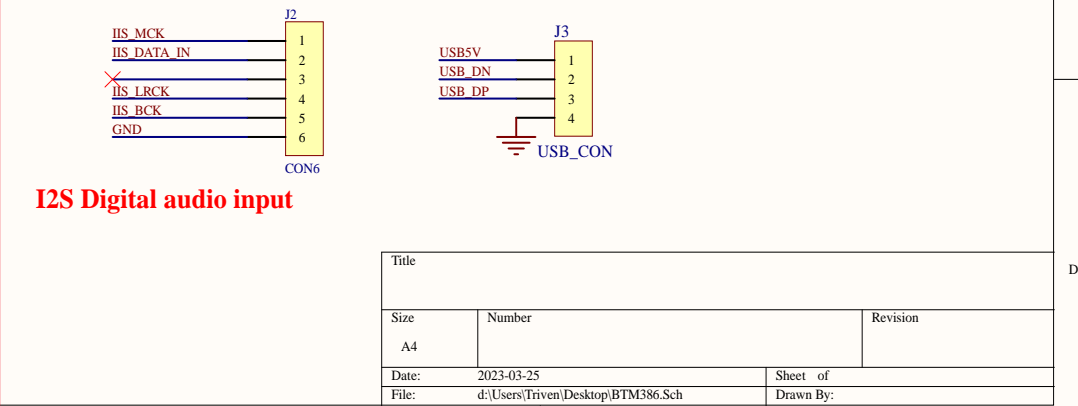 J2
IIS_MCK
1
IIS_DATA_IN
2
3
IIS_LRCK
4
IIS_BCK
5
GND
6
CON6
J3
USB5V
1
USB_DN
2
USB_DP
3
4
USB_CON
I2S Digital audio input
Title
D
Size
Number
Revision
A4
Date:
2023-03-25
Sheet of
File:
d:\Users\Triven\Desktop\BTM386.Sch
Drawn By: